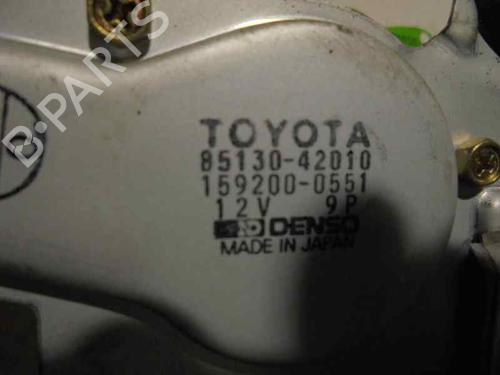 TOYOTA
85130-42010
159200-0551
12V 9P
DENSO
MADE IN JAPAN
B-PARTS